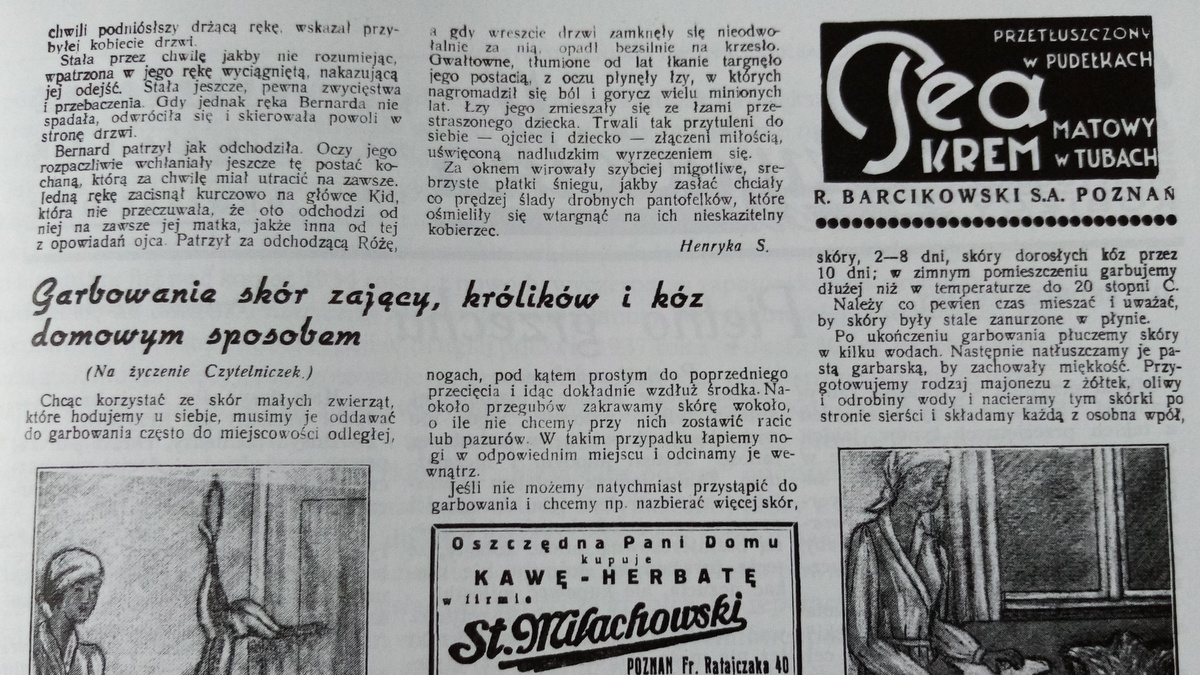 chwili podniósłszy drżącą rękę, wskazał przy-
byłej kobiecie drzwi.
Stała przez chwilę jakby nie rozumiejąc,
wpatrzona w jego rękę wyciągniętą, nakazującą
jej odejść. Stała jeszcze, pewna zwycięstwa
i przebaczenia. Gdy jednak ręka Bernarda nie
spadała, odwróciła się i skierowała powoli w
stronę drzwi.
Bernard patrzył jak odchodziła. Oczy jego
rozpaczliwie wchłaniały jeszcze tę postać ko-
chaną, którą za chwilę miał utracić na zawsze.
Jedną rękę zacisnął kurczowo na główce Kid,
która nie przeczuwała, że oto odchodzi od
niej na zawsze jej matka, jakże inna od tej
z opowiadań ojca. Patrzył za odchodzącą Różę,
a gdy wreszcie drzwi zamknęły się nieodwo-
łalnie za nią, opadł bezsilnie na krzesło.
Gwałtowne, tłumione od lat łkanie targnęło
jego postacią, z oczu płynęły łzy, w których
nagromadził się ból i gorycz wielu minionych
lat. Łzy jego zmieszały się ze łzami prze-
straszonego dziecka. Trwali tak przytuleni do
siebie — ojciec i dziecko — złączeni miłością,
uświęconą nadludzkim wyrzeczeniem się.
Za oknem wirowały szybciej migotliwe, sre-
brzyste płatki śniegu, jakby zasłać chciały
co prędzej ślady drobnych pantofelków, które
ośmieliły się wtargnąć na ich nieskazitelny
kobierzec.
Henryka S.
PRZETŁUSZCZONY
w PUDEŁKACH
Pea
KREM
MATOWY
w TUBACH
R. BARCIKOWSKI S.A. POZNAŃ
Garbowanie skór zajęcy, królików i kóz
domowym sposobem
(Na życzenie Czytelniczek.)
Chcąc korzystać ze skór małych zwierząt,
które hodujemy u siebie, musimy je oddawać
do garbowania często do miejscowości odległej,
nogach, pod kątem prostym do poprzedniego
przecięcia i idąc dokładnie wzdłuż środka. Na-
około przegubów zakrawamy skórę wokoło,
o ile nie chcemy przy nich zostawić racic
lub pazurów. W takim przypadku łapiemy no-
gi w odpowiednim miejscu i odcinamy je we-
wnątrz.
Jeśli nie możemy natychmiast przystąpić do
garbowania i chcemy np. nazbierać więcej skór,
Oszczędna Pani Domu
kupuje
KAWĘ - HERBATĘ
w firmie
St. Miłachowski
POZNAŃ Fr. Ratajczaka 40
skóry, 2—8 dni, skóry dorosłych kóz przez
10 dni; w zimnym pomieszczeniu garbujemy
dłużej niż w temperaturze do 20 stopni C.
Należy co pewien czas mieszać i uważać,
by skóry były stale zanurzone w płynie.
Po ukończeniu garbowania płuczemy skóry
w kilku wodach. Następnie natłuszczamy je pa-
stą garbarską, by zachowały miękkość. Przy-
gotowujemy rodzaj majonezu z żółtek, oliwy
i odrobiny wody i nacieramy tym skórki po
stronie sierści i składamy każdą z osobna wpół,